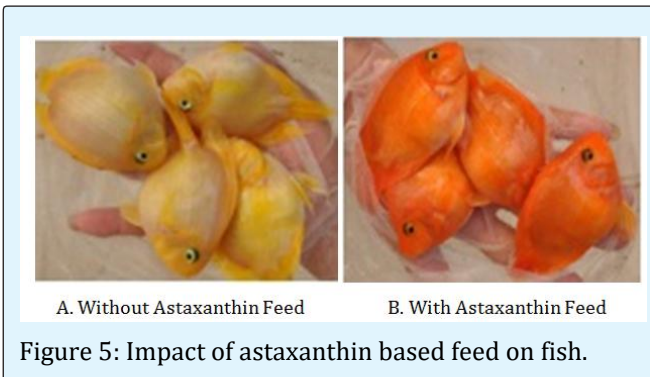 A. Without Astaxanthin Feed
B. With Astaxanthin Feed
Figure 5: Impact of astaxanthin based feed on fish.